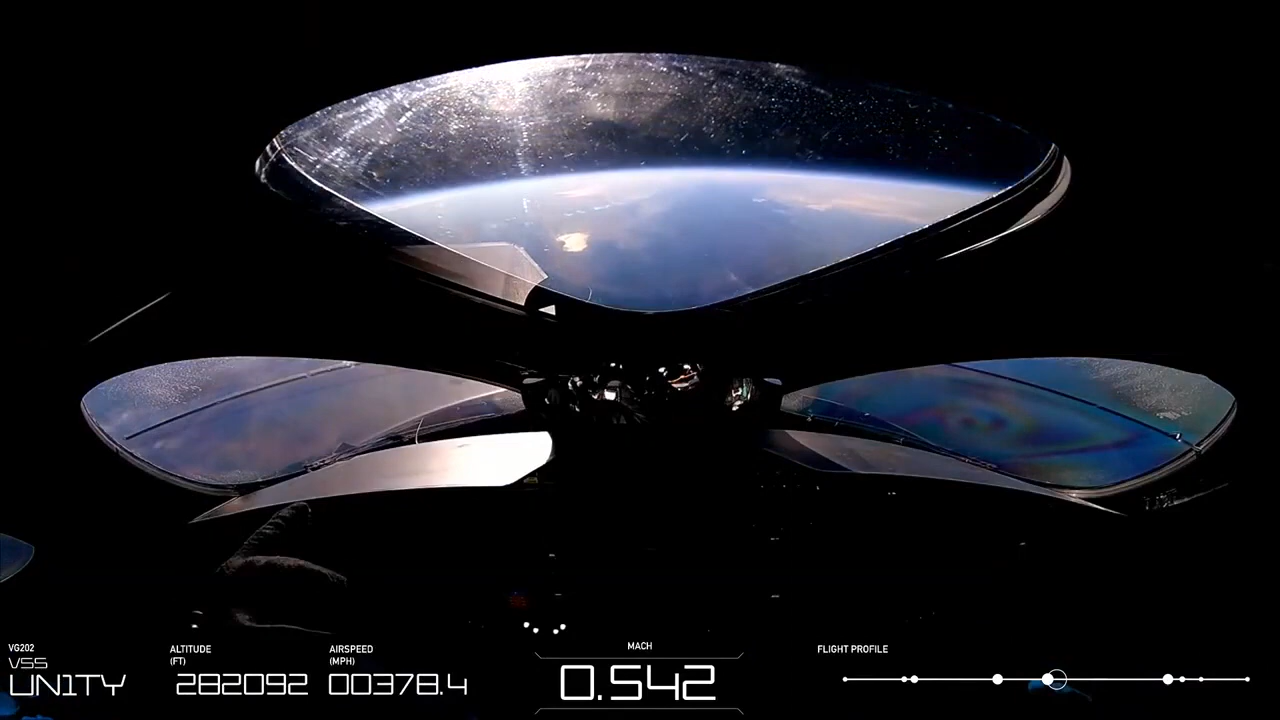 VG202
VSS
UNITY
ALTITUDE
(FT)
282092
AIRSPEED
(MPH)
00378.4
MACH
0.542
FLIGHT PROFILE